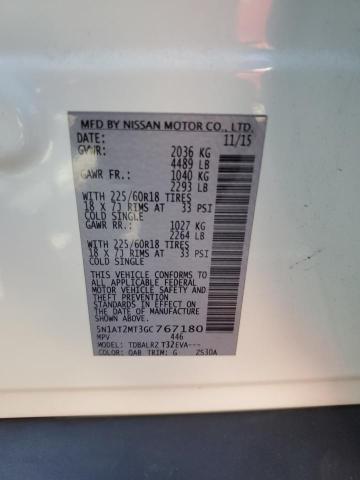 MFD BY NISSAN MOTOR CO., LTD.
DATE: 11/15
GVWR: 2036 KG
4489 LB
GAWR FR.: 1040 KG
2293 LB
WITH 225/60R18 TIRES
18 X 7J RIMS AT 33 PSI
COLD SINGLE
GAWR RR.: 1027 KG
2264 LB
WITH 225/60R18 TIRES
18 X 7J RIMS AT 33 PSI
COLD SINGLE
THIS VEHICLE CONFORMS TO
ALL APPLICABLE FEDERAL
MOTOR VEHICLE SAFETY, BUMPER AND
THEFT PREVENTION
STANDARDS IN EFFECT ON THE
DATE OF MANUFACTURE
SHOWN ABOVE.
5N1AT2MT3GC767180
MPV 446
MODEL: TDBALR2 T32EVA---
COLOR: QAB TRIM: G ZS30A